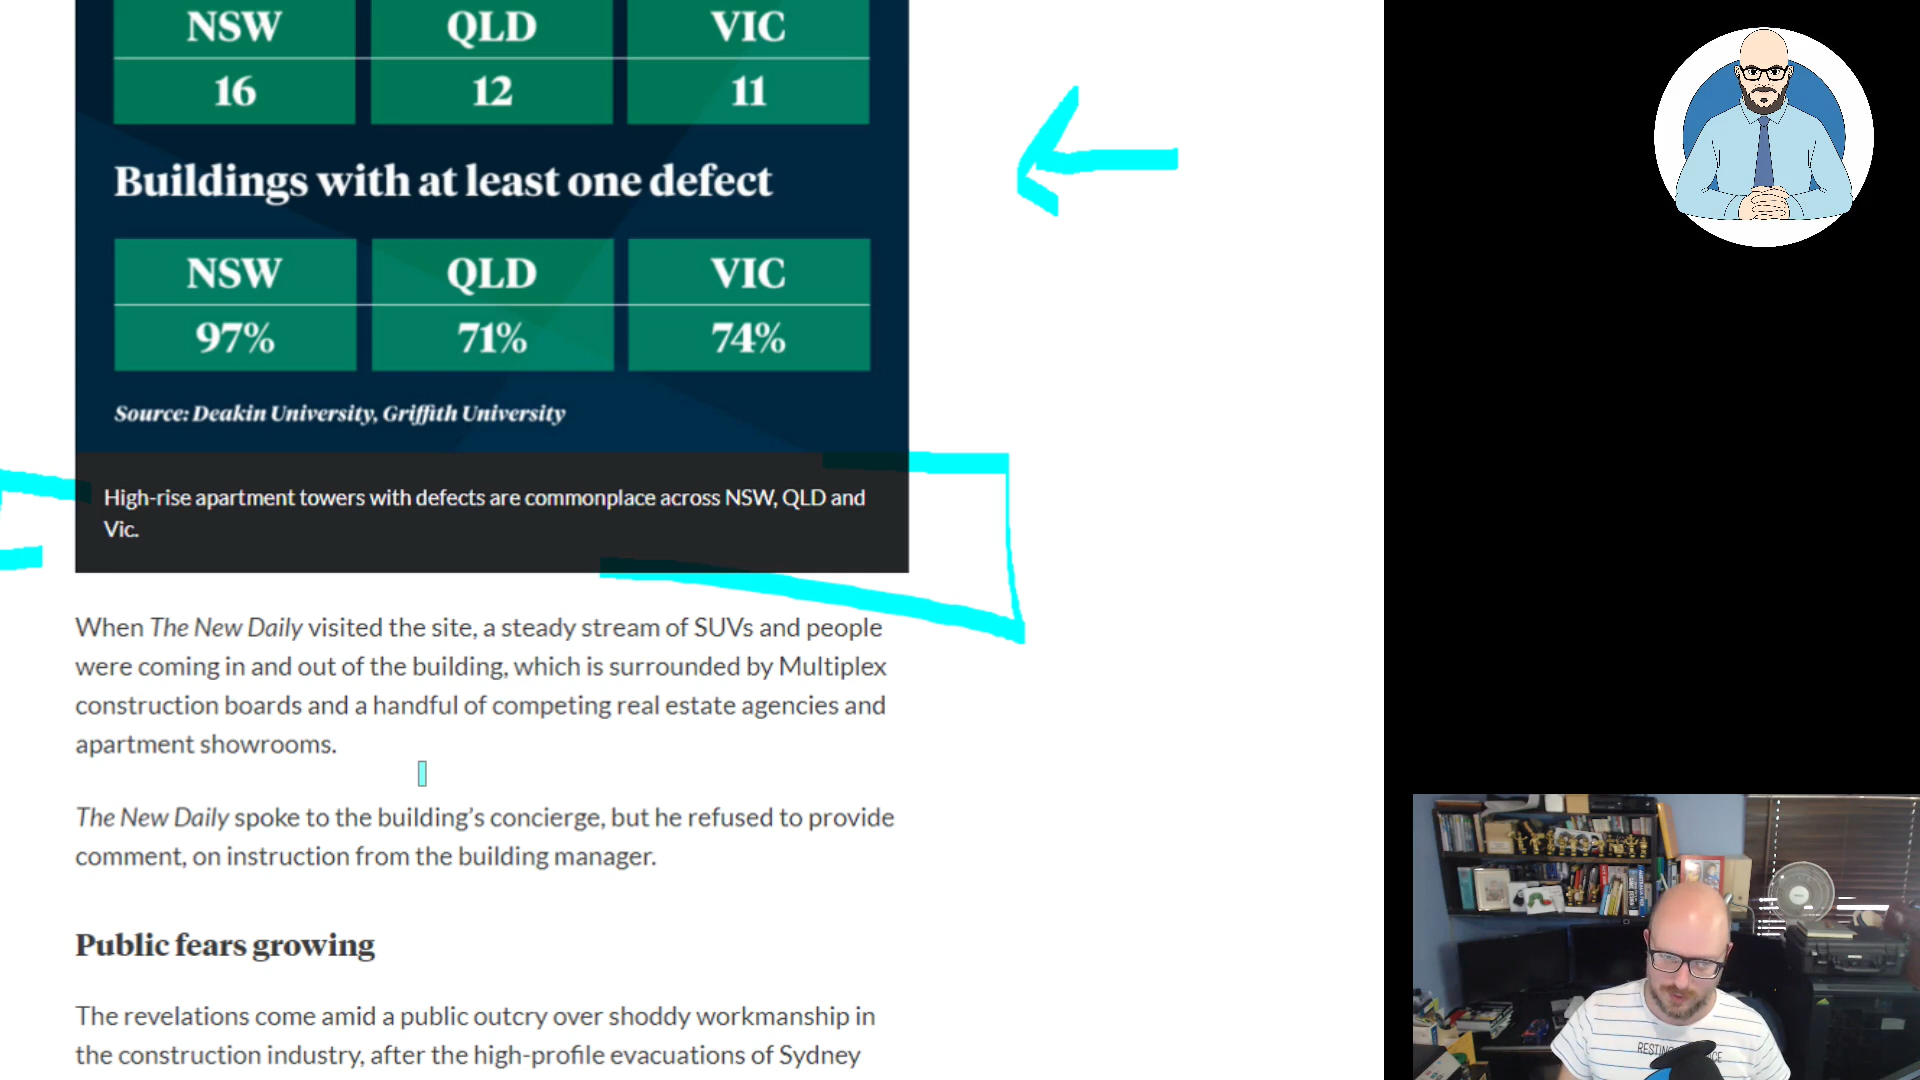 NSW QLD VIC
16 12 11
Buildings with at least one defect
NSW QLD VIC
97% 71% 74%
Source: Deakin University, Griffith University
High-rise apartment towers with defects are commonplace across NSW, QLD and
Vic.
When The New Daily visited the site, a steady stream of SUVs and people
were coming in and out of the building, which is surrounded by Multiplex
construction boards and a handful of competing real estate agencies and
apartment showrooms.
The New Daily spoke to the building’s concierge, but he refused to provide
comment, on instruction from the building manager.
Public fears growing
The revelations come amid a public outcry over shoddy workmanship in
the construction industry, after the high-profile evacuations of Sydney